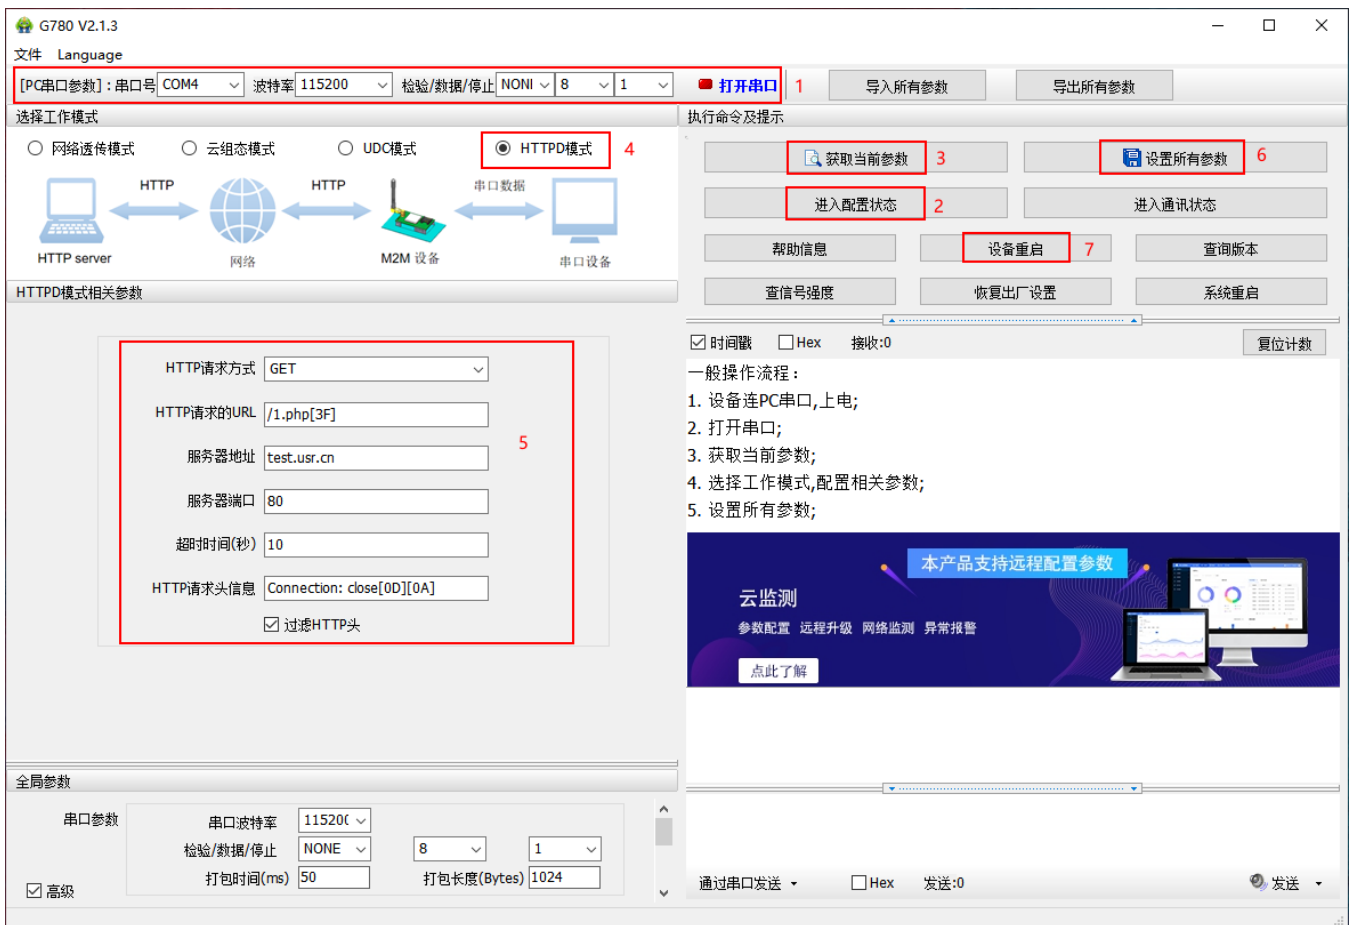 G780 V2.1.3
文件 Language
[PC串口参数]：串口号 COM4 波特率 115200 检验/数据/停止 NONI 8 1 打开串口 1 导入所有参数 导出所有参数
选择工作模式
网络透传模式 云组态模式 UDC模式 HTTPD模式 4
HTTP HTTP 串口数据
HTTP server 网络 M2M 设备 串口设备
HTTPD模式相关参数
HTTP请求方式 GET
HTTP请求的URL /1.php[3F]
服务器地址 test.usr.cn
5
服务器端口 80
超时时间(秒) 10
HTTP请求头信息 Connection: close[0D][0A]
过滤HTTP头
全局参数
串口参数 串口波特率 11520(
检验/数据/停止 NONE 8 1
打包时间(ms) 50 打包长度(Bytes) 1024
高级
执行命令及提示
获取当前参数 3 设置所有参数 6
进入配置状态 2 进入通讯状态
帮助信息 设备重启 7 查询版本
查信号强度 恢复出厂设置 系统重启
时间戳 Hex 接收:0 复位计数
一般操作流程：
1. 设备连PC串口,上电;
2. 打开串口;
3. 获取当前参数;
4. 选择工作模式,配置相关参数;
5. 设置所有参数;
本产品支持远程配置参数
云监测
参数配置 远程升级 网络监测 异常报警
点此了解
通过串口发送 Hex 发送:0 发送